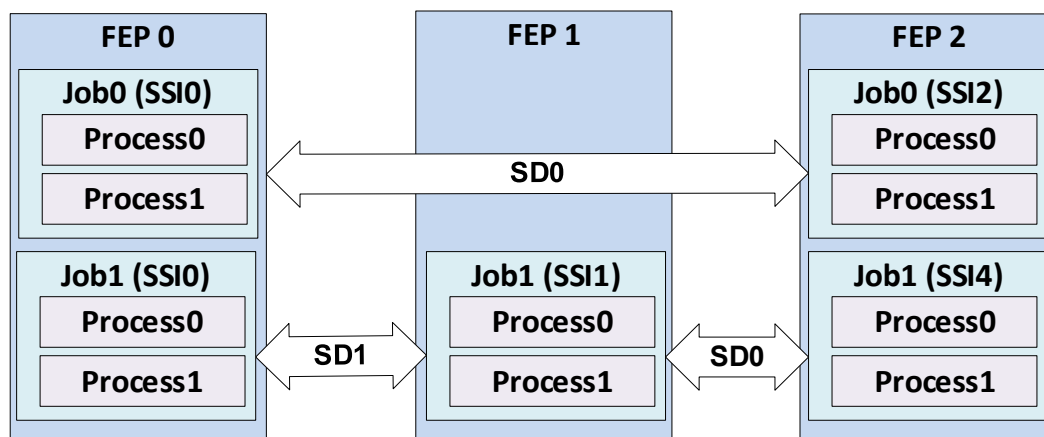 FEP 0
FEP 1
FEP 2
Job0 (SSI0)
Process0
Process1
SD0
Job0 (SSI2)
Process0
Process1
Job1 (SSI0)
Process0
Process1
SD1
Job1 (SSI1)
Process0
Process1
SD0
Job1 (SSI4)
Process0
Process1